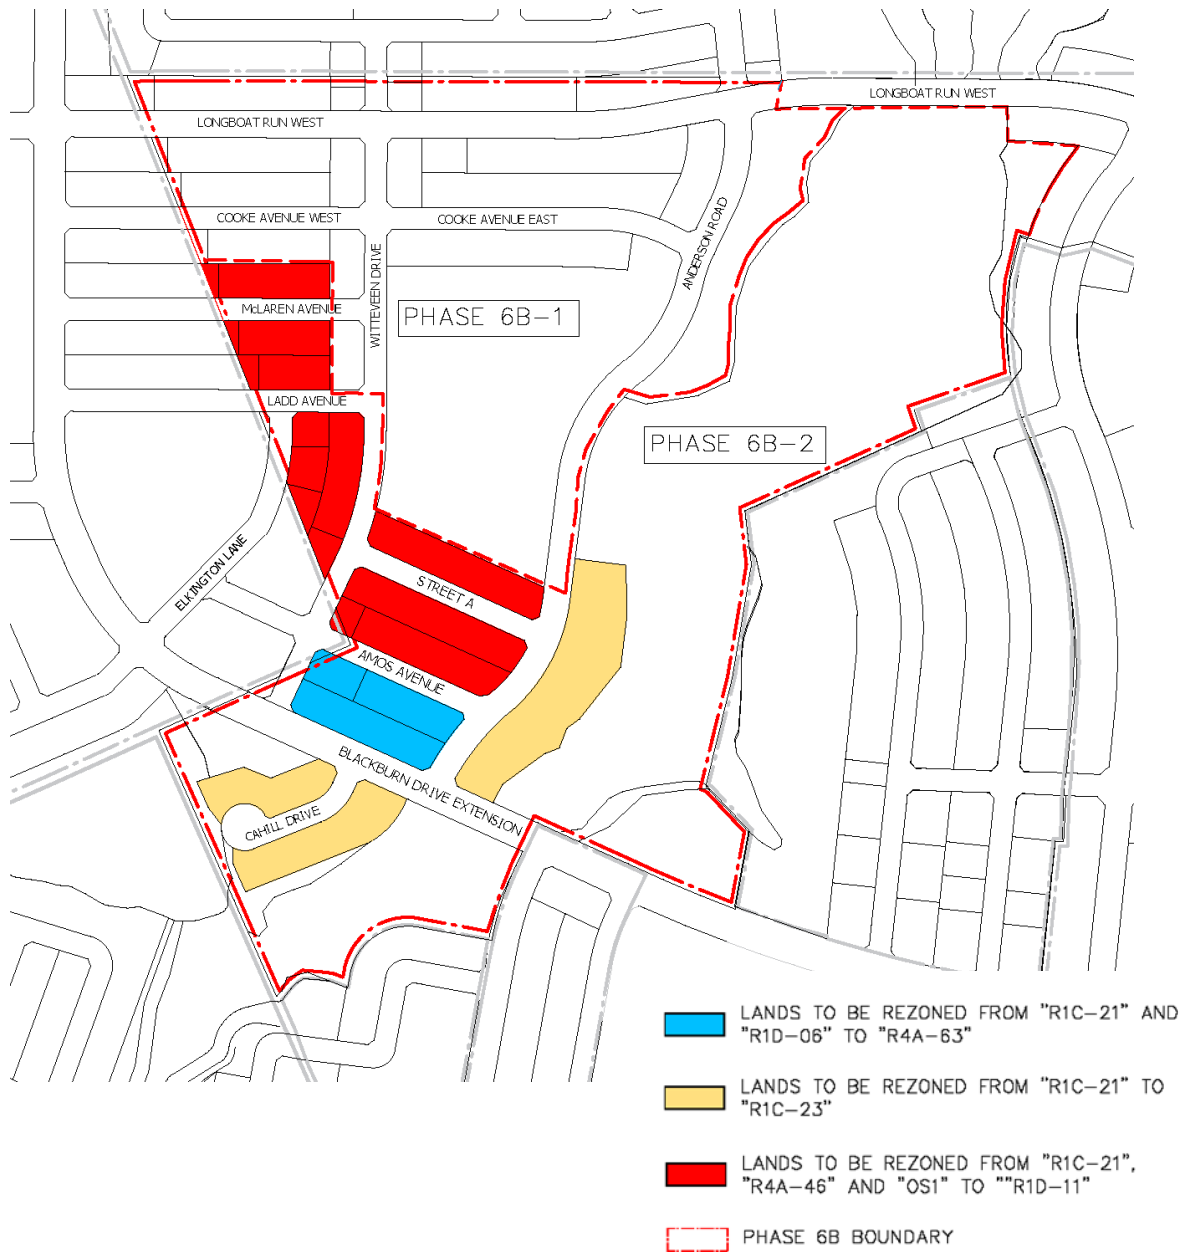 LONGBOAT RUN WEST
LONGBOAT RUN WEST
COOKE AVENUE WEST
COOKE AVENUE EAST
ANDERSON ROAD
WITTEVEEN DRIVE
McLAREN AVENUE
PHASE 6B-1
LADD AVENUE
PHASE 6B-2
ELKINGTON LANE
STREET A
AMOS AVENUE
BLACKBURN DRIVE EXTENSION
CAHILL DRIVE
LANDS TO BE REZONED FROM "R1C-21" AND
"R1D-06" TO "R4A-63"
LANDS TO BE REZONED FROM "R1C-21" TO
"R1C-23"
LANDS TO BE REZONED FROM "R1C-21",
"R4A-46" AND "OS1" TO ""R1D-11"
PHASE 6B BOUNDARY